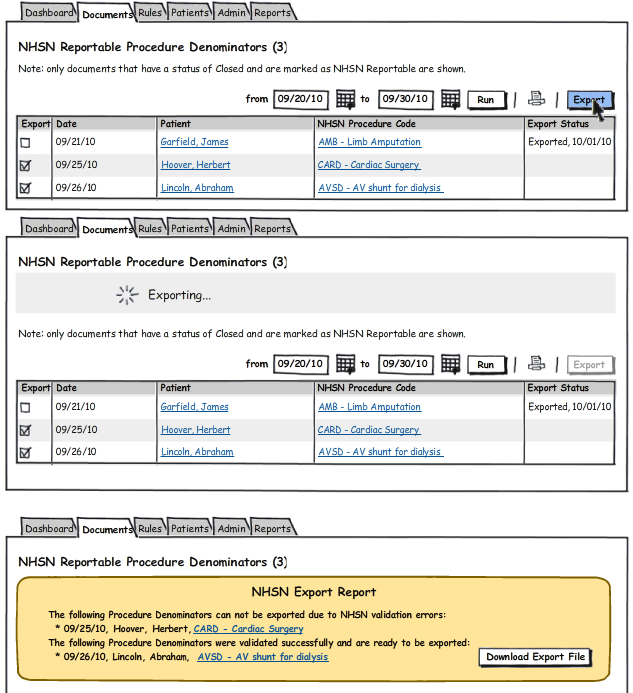 Dashboard Documents Rules Patients Admin Reports
NHSN Reportable Procedure Denominators (3)
Note: only documents that have a status of Closed and are marked as NHSN Reportable are shown.
from 09/20/10 to 09/30/10 Run | | Export
Export Date Patient NHSN Procedure Code Export Status
09/21/10 Garfield, James AMB - Limb Amputation Exported, 10/01/10
09/25/10 Hoover, Herbert CARD - Cardiac Surgery
09/26/10 Lincoln, Abraham AVSD - AV shunt for dialysis
Dashboard Documents Rules Patients Admin Reports
NHSN Reportable Procedure Denominators (3)
Exporting...
Note: only documents that have a status of Closed and are marked as NHSN Reportable are shown.
from 09/20/10 to 09/30/10 Run | | Export
Export Date Patient NHSN Procedure Code Export Status
09/21/10 Garfield, James AMB - Limb Amputation Exported, 10/01/10
09/25/10 Hoover, Herbert CARD - Cardiac Surgery
09/26/10 Lincoln, Abraham AVSD - AV shunt for dialysis
Dashboard Documents Rules Patients Admin Reports
NHSN Reportable Procedure Denominators (3)
NHSN Export Report
The following Procedure Denominators can not be exported due to NHSN validation errors:
* 09/25/10, Hoover, Herbert, CARD - Cardiac Surgery
The following Procedure Denominators were validated successfully and are ready to be exported:
* 09/26/10, Lincoln, Abraham, AVSD - AV shunt for dialysis
Download Export File